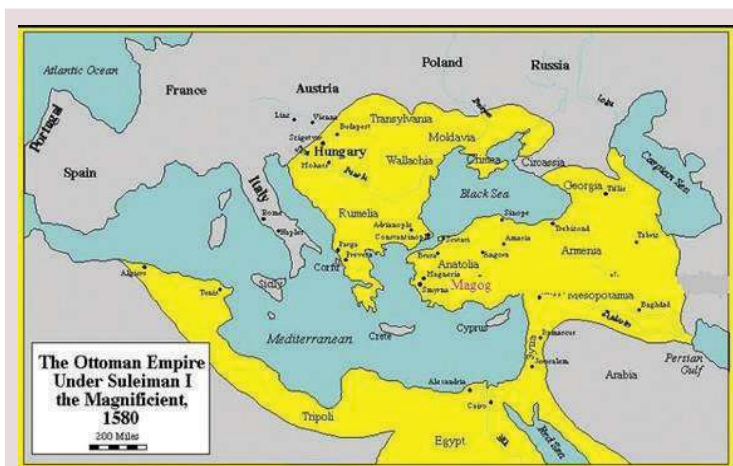 Atlantic Ocean
Portugal
Spain
France
Austria
Poland
Russia
Linz
Vienna
Szigetvar
Budapest
Hungary
Mohacs
Transylvania
Moldavia
Wallachia
Crimea
Circassia
Caspian Sea
Georgia
Tiflis
Black Sea
Italy
Rome
Naples
Rumelia
Adrianople
Constantinople
Scutari
Sinope
Trebizond
Amasia
Armenia
Tabriz
Parga
Preveza
Corfu
Brusa
Anatolia
Magnesia
Magog
Smyrna
Algiers
Tunis
Sicily
Mesopotamia
Baghdad
Mediterranean
Crete
Cyprus
Syria
Damascus
Jerusalem
Arabia
Persian
Gulf
Alexandria
Cairo
Tripoli
Egypt
Nile
Red Sea
The Ottoman Empire
Under Suleiman I
the Magnificient,
1580
200 Miles